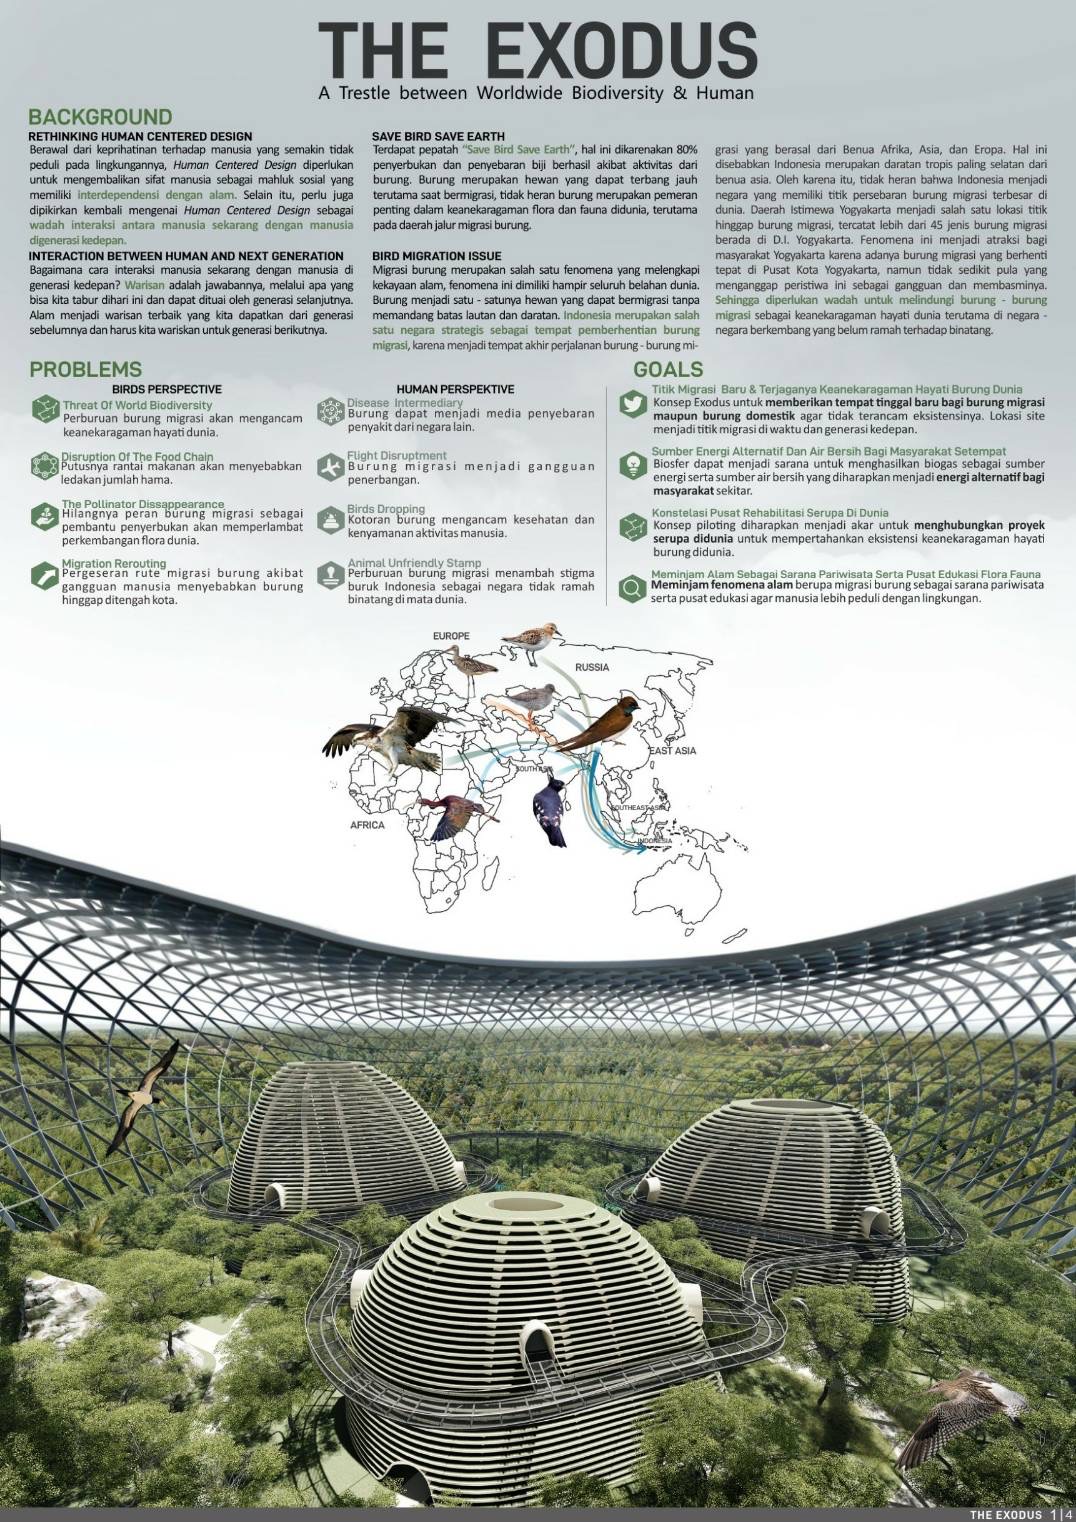 THE EXODUS
A Trestle between Worldwide Biodiversity & Human
BACKGROUND
RETHINKING HUMAN CENTERED DESIGN
Berawal dari keprihatinan terhadap manusia yang semakin tidak
peduli pada lingkungannya, Human Centered Design diperlukan
untuk mengembalikan sifat manusia sebagai mahluk sosial yang
memiliki interdependensi dengan alam. Selain itu, perlu juga
dipikirkan kembali mengenai Human Centered Design sebagai
wadah interaksi antara manusia sekarang dengan manusia
digenerasi kedepan.
INTERACTION BETWEEN HUMAN AND NEXT GENERATION
Bagaimana cara interaksi manusia sekarang dengan manusia di
generasi kedepan? Warisan adalah jawabannya, melalui apa yang
bisa kita tabur dihari ini dan dapat dituai oleh generasi selanjutnya.
Alam menjadi warisan terbaik yang kita dapatkan dari generasi
sebelumnya dan harus kita wariskan untuk generasi berikutnya.
SAVE BIRD SAVE EARTH
Terdapat pepatah “Save Bird Save Earth”, hal ini dikarenakan 80%
penyerbukan dan penyebaran biji berhasil akibat aktivitas dari
burung. Burung merupakan hewan yang dapat terbang jauh
terutama saat bermigrasi, tidak heran burung merupakan pemeran
penting dalam keanekaragaman flora dan fauna didunia, terutama
pada daerah jalur migrasi burung.
BIRD MIGRATION ISSUE
Migrasi burung merupakan salah satu fenomena yang melengkapi
kekayaan alam, fenomena ini dimiliki hampir seluruh belahan dunia.
Burung menjadi satu - satunya hewan yang dapat bermigrasi tanpa
memandang batas lautan dan daratan. Indonesia merupakan salah
satu negara strategis sebagai tempat pemberhentian burung
migrasi, karena menjadi tempat akhir perjalanan burung - burung mi-
grasi yang berasal dari Benua Afrika, Asia, dan Eropa. Hal ini
disebabkan Indonesia merupakan daratan tropis paling selatan dari
benua asia. Oleh karena itu, tidak heran bahwa Indonesia menjadi
negara yang memiliki titik persebaran burung migrasi terbesar di
dunia. Daerah Istimewa Yogyakarta menjadi salah satu lokasi titik
hinggap burung migrasi, tercatat lebih dari 45 jenis burung migrasi
berada di D.I. Yogyakarta. Fenomena ini menjadi atraksi bagi
masyarakat Yogyakarta karena adanya burung migrasi yang berhenti
tepat di Pusat Kota Yogyakarta, namun tidak sedikit pula yang
menganggap peristiwa ini sebagai gangguan dan membasminya.
Sehingga diperlukan wadah untuk melindungi burung - burung
migrasi sebagai keanekaragaman hayati dunia terutama di negara -
negara berkembang yang belum ramah terhadap binatang.
PROBLEMS
BIRDS PERSPECTIVE
Threat Of World Biodiversity
Perburuan burung migrasi akan mengancam
keanekaragaman hayati dunia.
Disruption Of The Food Chain
Putusnya rantai makanan akan menyebabkan
ledakan jumlah hama.
The Pollinator Dissappearance
Hilangnya peran burung migrasi sebagai
pembantu penyerbukan akan memperlambat
perkembangan flora dunia.
Migration Rerouting
Pergeseran rute migrasi burung akibat
gangguan manusia menyebabkan burung
hinggap ditengah kota.
HUMAN PERSPEKTIVE
Disease Intermediary
Burung dapat menjadi media penyebaran
penyakit dari negara lain.
Flight Disruptment
Burung migrasi menjadi gangguan
penerbangan.
Birds Dropping
Kotoran burung mengancam kesehatan dan
kenyamanan aktivitas manusia.
Animal Unfriendly Stamp
Perburuan burung migrasi menambah stigma
buruk Indonesia sebagai negara tidak ramah
binatang di mata dunia.
GOALS
Titik Migrasi Baru & Terjaganya Keanekaragaman Hayati Burung Dunia
Konsep Exodus untuk memberikan tempat tinggal baru bagi burung migrasi
maupun burung domestik agar tidak terancam eksistensinya. Lokasi site
menjadi titik migrasi di waktu dan generasi kedepan.
Sumber Energi Alternatif Dan Air Bersih Bagi Masyarakat Setempat
Biosfer dapat menjadi sarana untuk menghasilkan biogas sebagai sumber
energi serta sumber air bersih yang diharapkan menjadi energi alternatif bagi
masyarakat sekitar.
Konstelasi Pusat Rehabilitasi Serupa Di Dunia
Konsep piloting diharapkan menjadi akar untuk menghubungkan proyek
serupa didunia untuk mempertahankan eksistensi keanekaragaman hayati
burung didunia.
Meminjam Alam Sebagai Sarana Pariwisata Serta Pusat Edukasi Flora Fauna
Meminjam fenomena alam berupa migrasi burung sebagai sarana pariwisata
serta pusat edukasi agar manusia lebih peduli dengan lingkungan.
EUROPE
RUSSIA
EAST ASIA
SOUTH ASIA
SOUTHEAST ASIA
AFRICA
INDONESIA
THE EXODUS 1|4